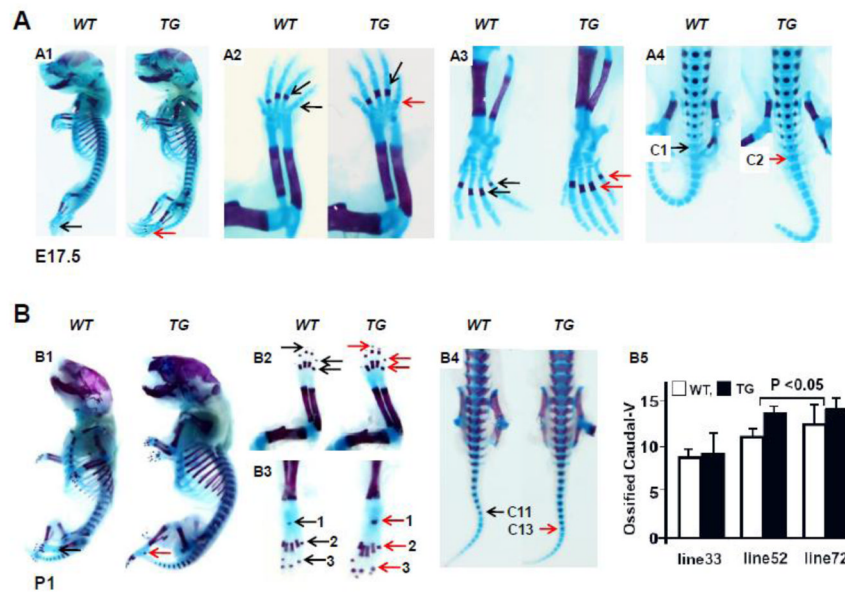 A
WT TG WT TG WT TG WT TG
A1 A2 A3 A4
C1 C2
E17.5
B
WT TG WT TG WT TG
B1 B2 B4 B5
P <0.05
WT, TG
15
Ossified Caudal-V
10
B3
1 1
C11
C13
2 2
5
3 3
0
line33 line52 line72
P1